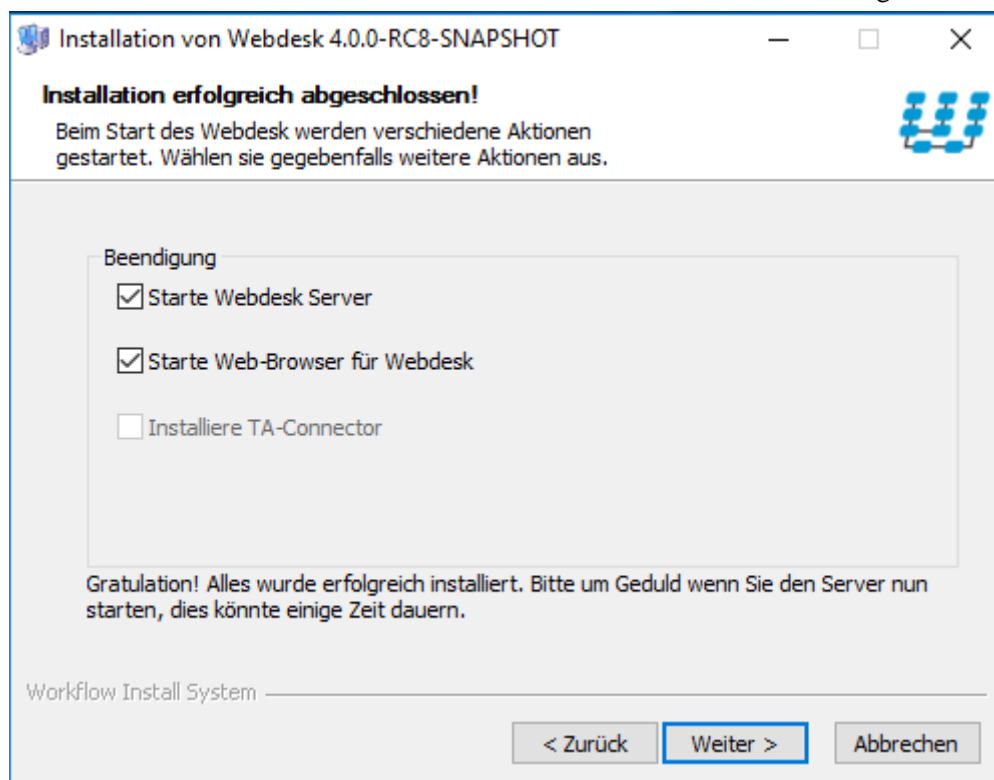 Installation von Webdesk 4.0.0-RC8-SNAPSHOT
Installation erfolgreich abgeschlossen!
Beim Start des Webdesk werden verschiedene Aktionen
gestartet. Wählen sie gegebenfalls weitere Aktionen aus.
Beendigung
Starte Webdesk Server
Starte Web-Browser für Webdesk
Installiere TA-Connector
Gratulation! Alles wurde erfolgreich installiert. Bitte um Geduld wenn Sie den Server nun
starten, dies könnte einige Zeit dauern.
Workflow Install System
< Zurück Weiter > Abbrechen